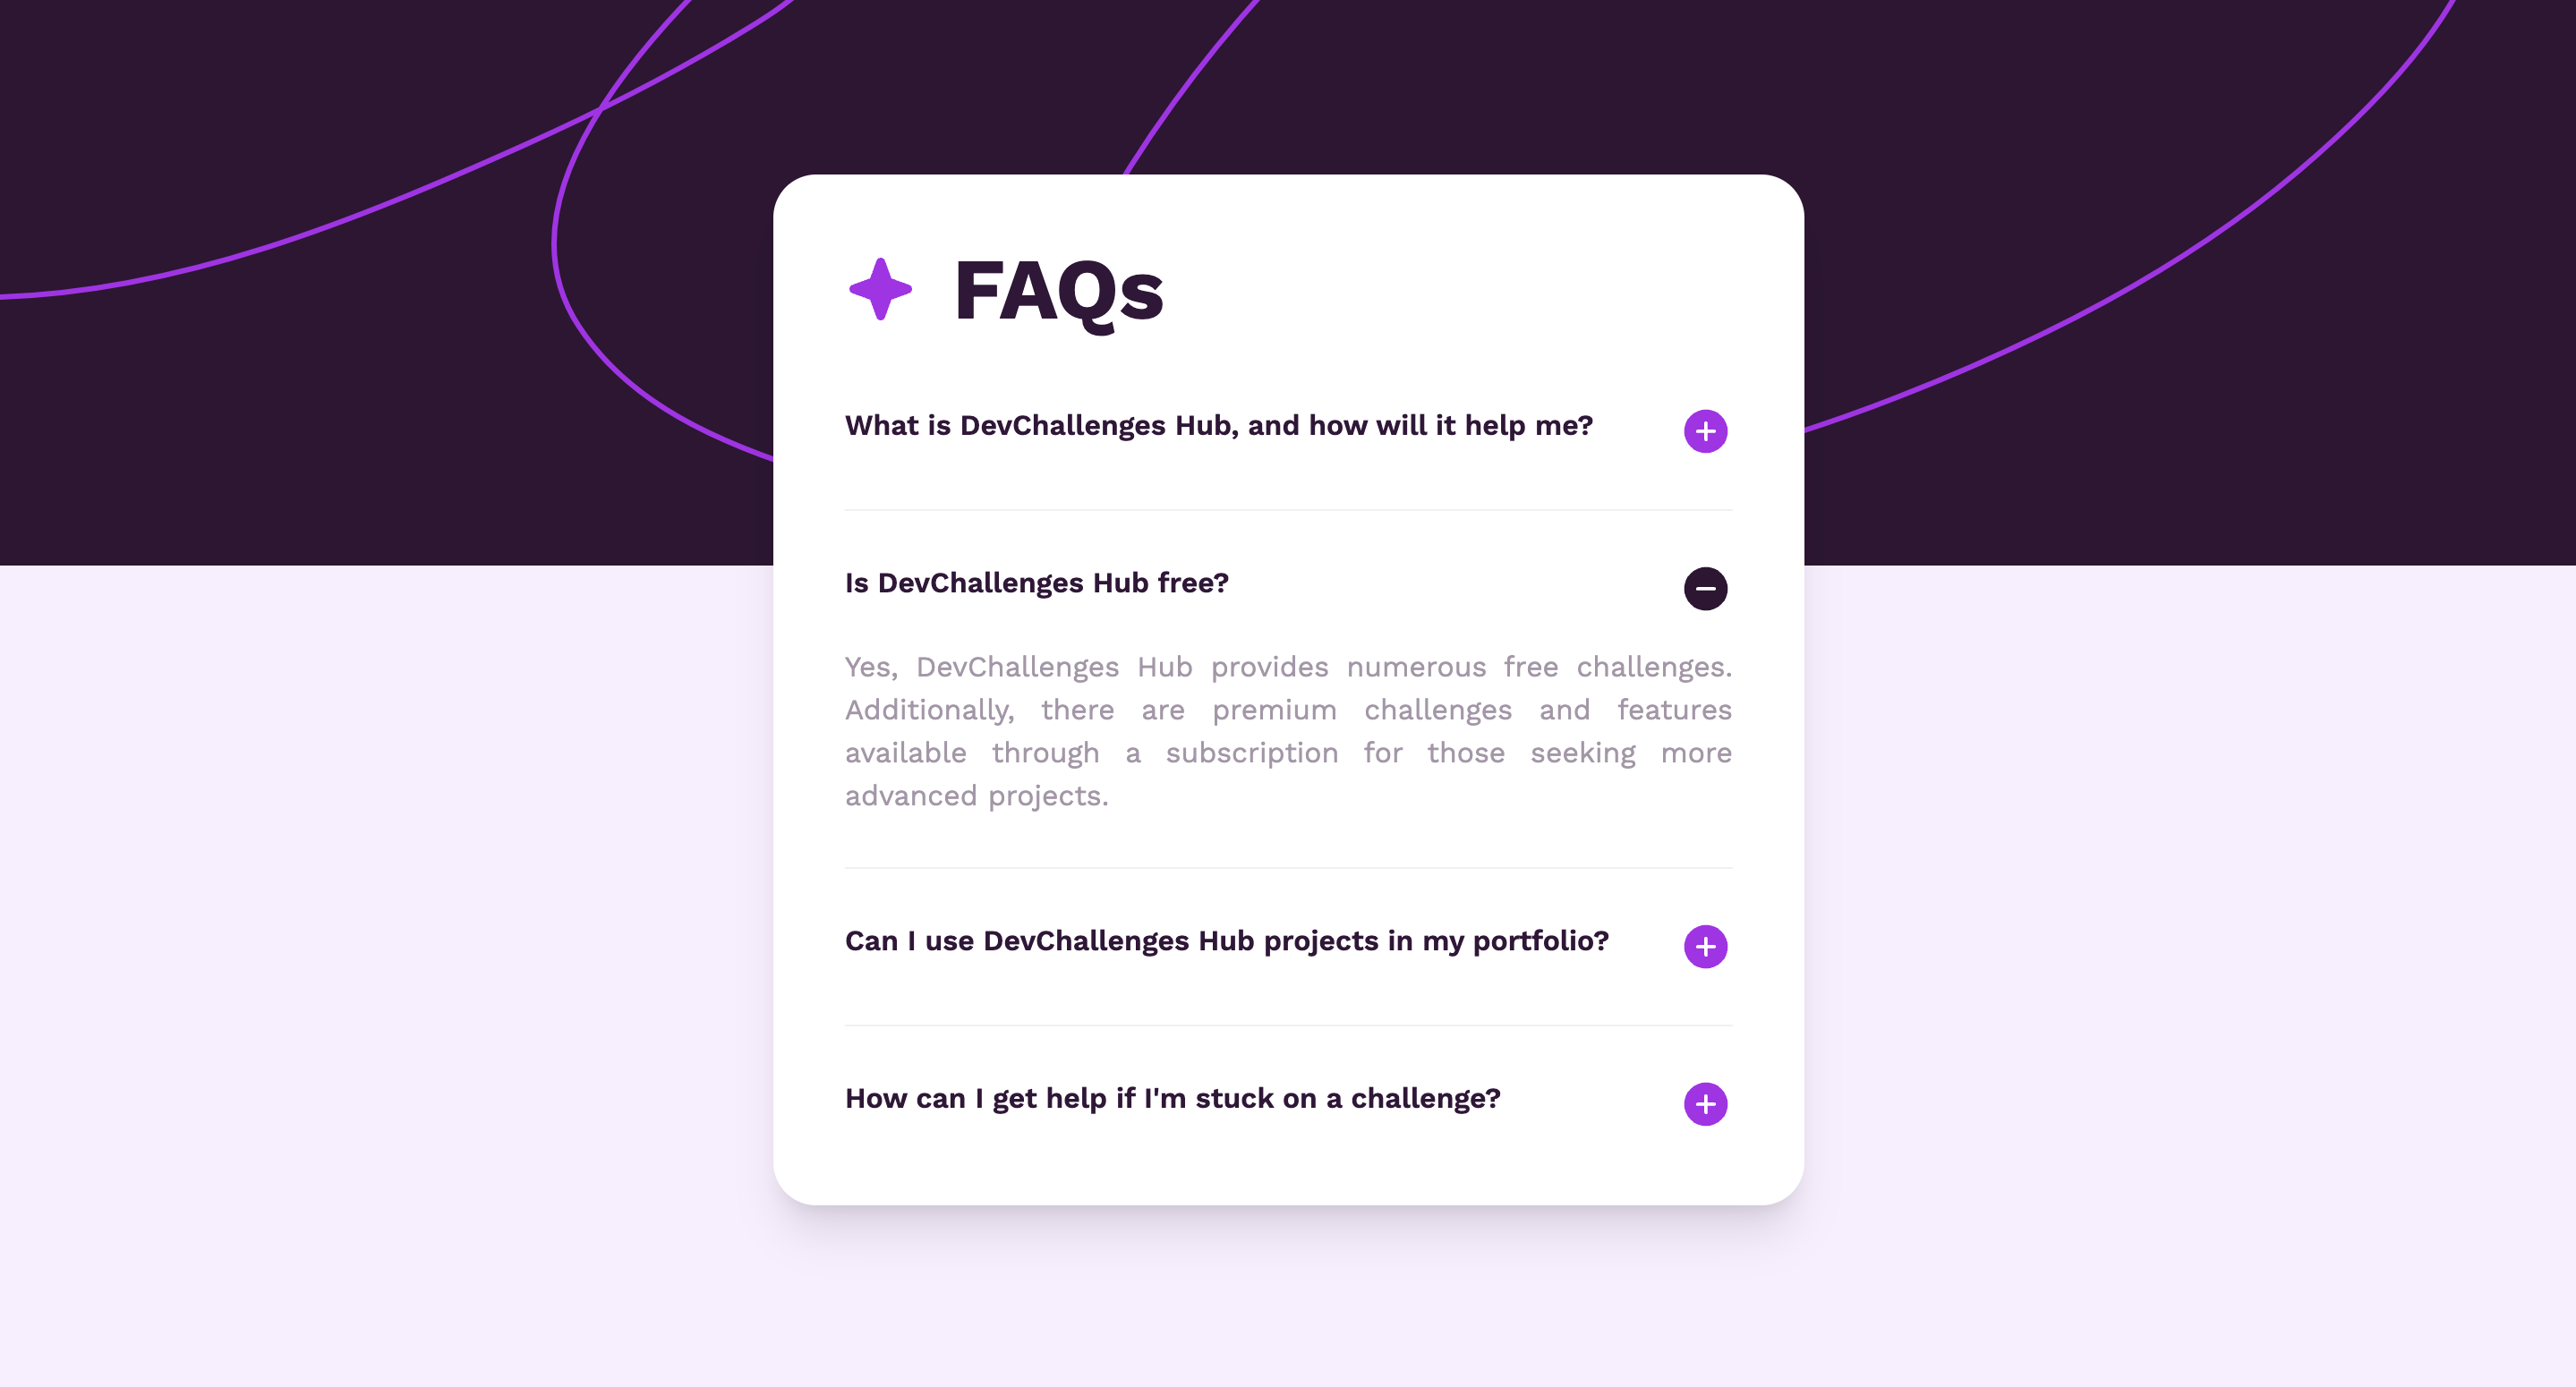 FAQs
What is DevChallenges Hub, and how will it help me?
Is DevChallenges Hub free?
Yes, DevChallenges Hub provides numerous free challenges.
Additionally, there are premium challenges and features
available through a subscription for those seeking more
advanced projects.
Can I use DevChallenges Hub projects in my portfolio?
How can I get help if I'm stuck on a challenge?